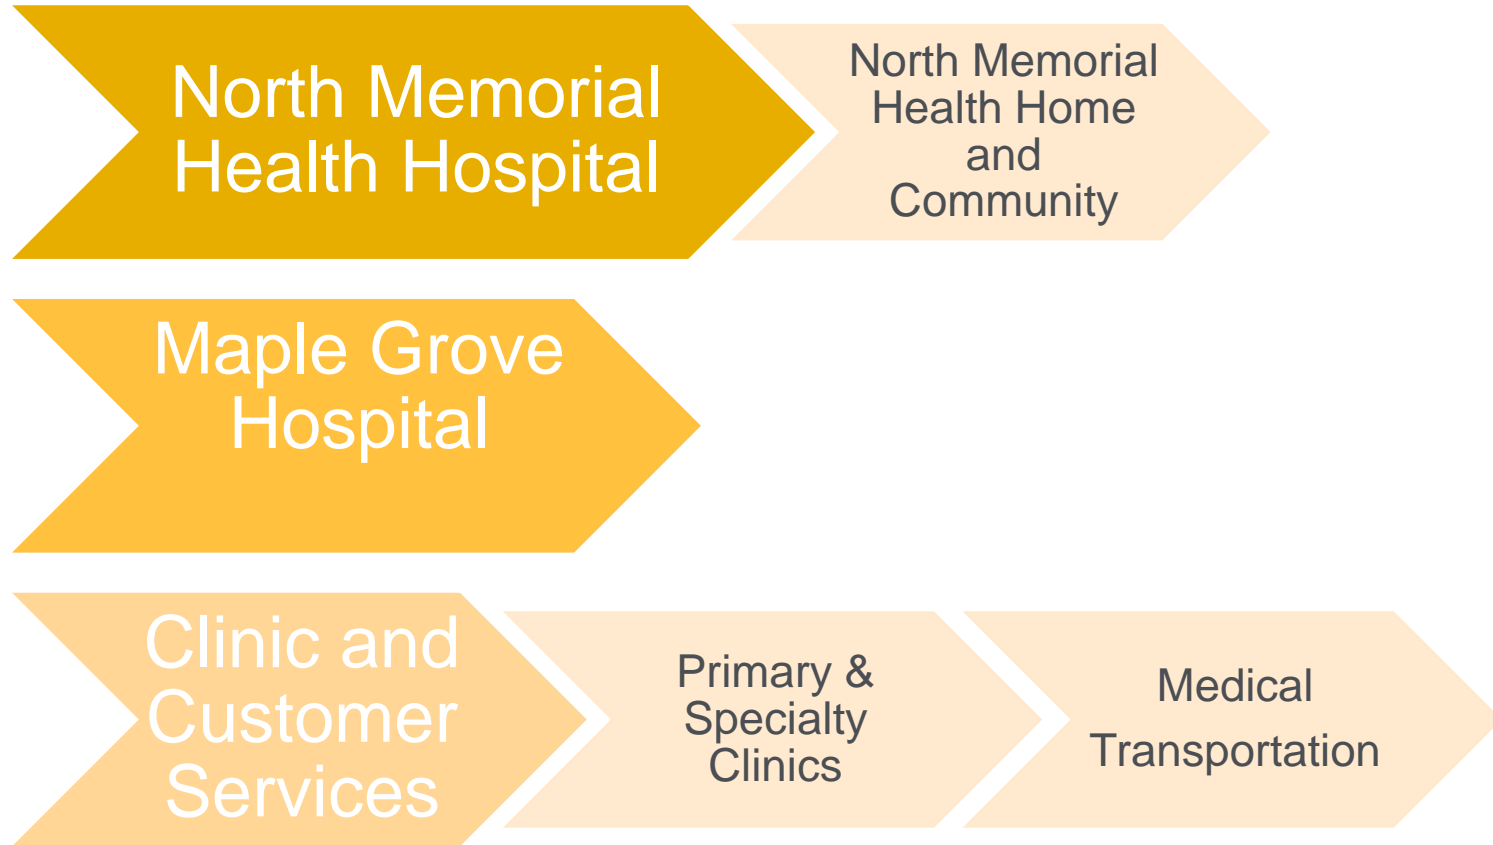 North Memorial
Health Hospital
North Memorial
Health Home
and
Community
Maple Grove
Hospital
Clinic and
Customer
Services
Primary &
Specialty
Clinics
Medical
Transportation